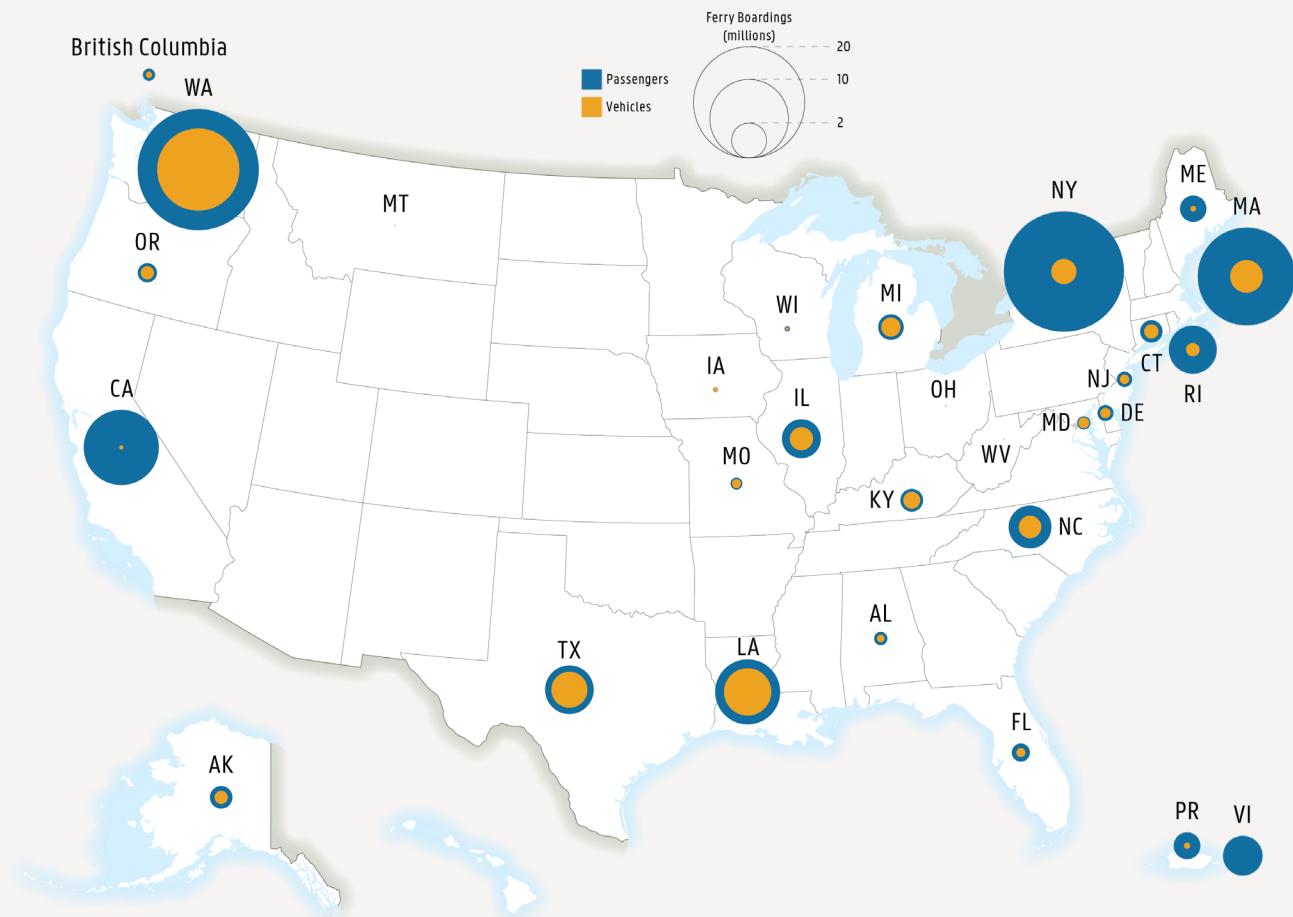 Ferry Boardings
(millions)
20
10
2
Passengers
Vehicles
British Columbia
WA
MT
OR
CA
ME
NY
MA
WI
MI
IA
IL
OH
NJ
CT
RI
MD
DE
MO
WV
KY
NC
AL
TX
LA
FL
AK
PR
VI